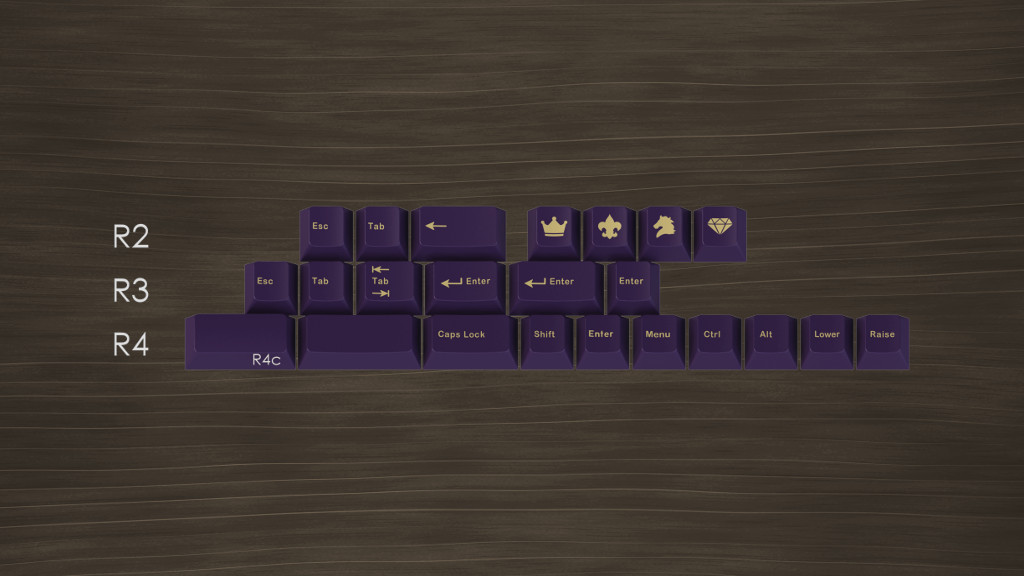 R2 Esc Tab
R3 Esc Tab Tab Enter Enter Enter
R4 R4c Caps Lock Shift Enter Menu Ctrl Alt Lower Raise